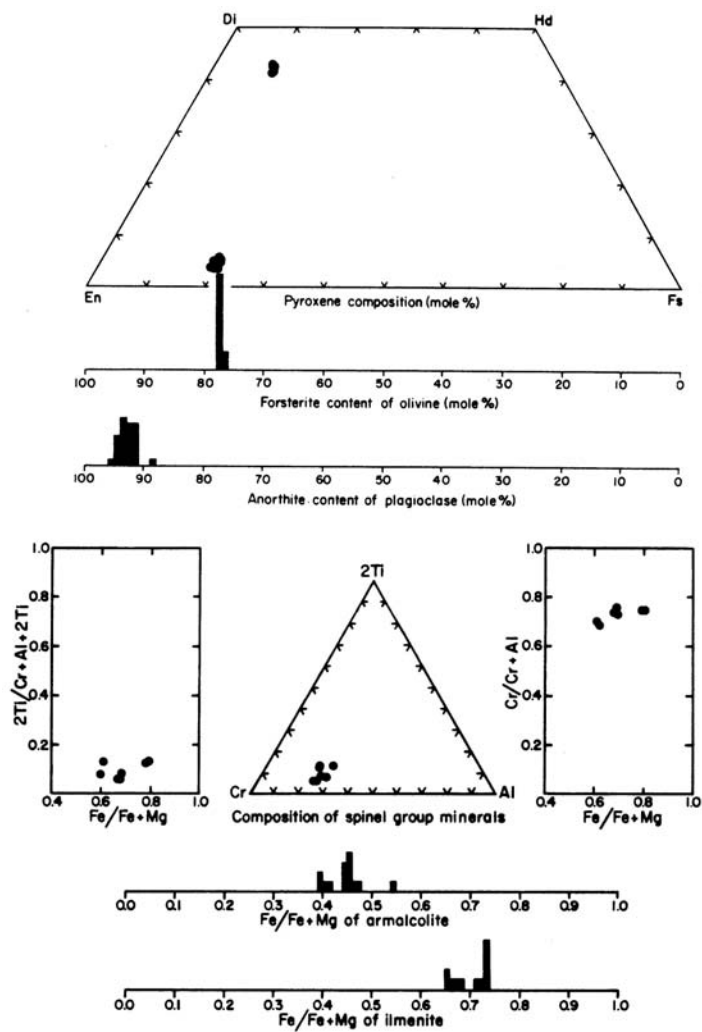 Di Hd
En Pyroxene composition (mole %) Fs
100 90 80 70 60 50 40 30 20 10 0
Forsterite content of olivine (mole %)
100 90 80 70 60 50 40 30 20 10 0
Anorthite content of plagioclase (mole %)
1.0
0.8
0.6
0.4
0.2
2Ti/Cr+Al+2Ti
0.4 0.6 0.8 1.0
Fe/Fe+Mg
2Ti
Cr Al
Composition of spinel group minerals
1.0
0.8
0.6
0.4
0.2
Cr/Cr+Al
0.4 0.6 0.8 1.0
Fe/Fe+Mg
0.0 0.1 0.2 0.3 0.4 0.5 0.6 0.7 0.8 0.9 1.0
Fe/Fe+Mg of armalcolite
0.0 0.1 0.2 0.3 0.4 0.5 0.6 0.7 0.8 0.9 1.0
Fe/Fe+Mg of ilmenite